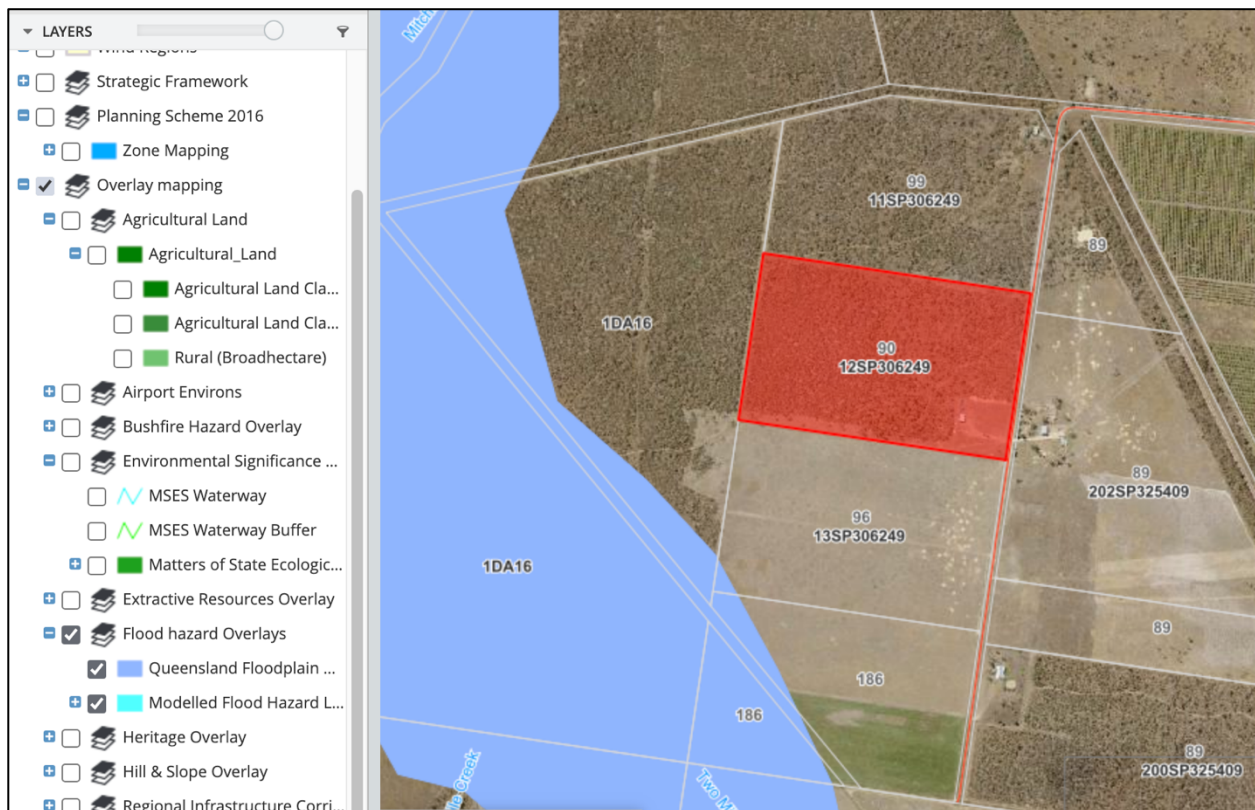 LAYERS
Wind Regions
Strategic Framework
Planning Scheme 2016
Zone Mapping
Overlay mapping
Agricultural Land
Agricultural_Land
Agricultural Land Cla...
Agricultural Land Cla...
Rural (Broadhectare)
Airport Environs
Bushfire Hazard Overlay
Environmental Significance ...
MSES Waterway
MSES Waterway Buffer
Matters of State Ecologic...
Extractive Resources Overlay
Flood hazard Overlays
Queensland Floodplain ...
Modelled Flood Hazard L...
Heritage Overlay
Hill & Slope Overlay
Regional Infrastructure Corri...
Mitch
99
11SP306249
89
1DA16
90
12SP306249
89
202SP325409
96
13SP306249
1DA16
89
186
186
89
200SP325409
Creek
Two M